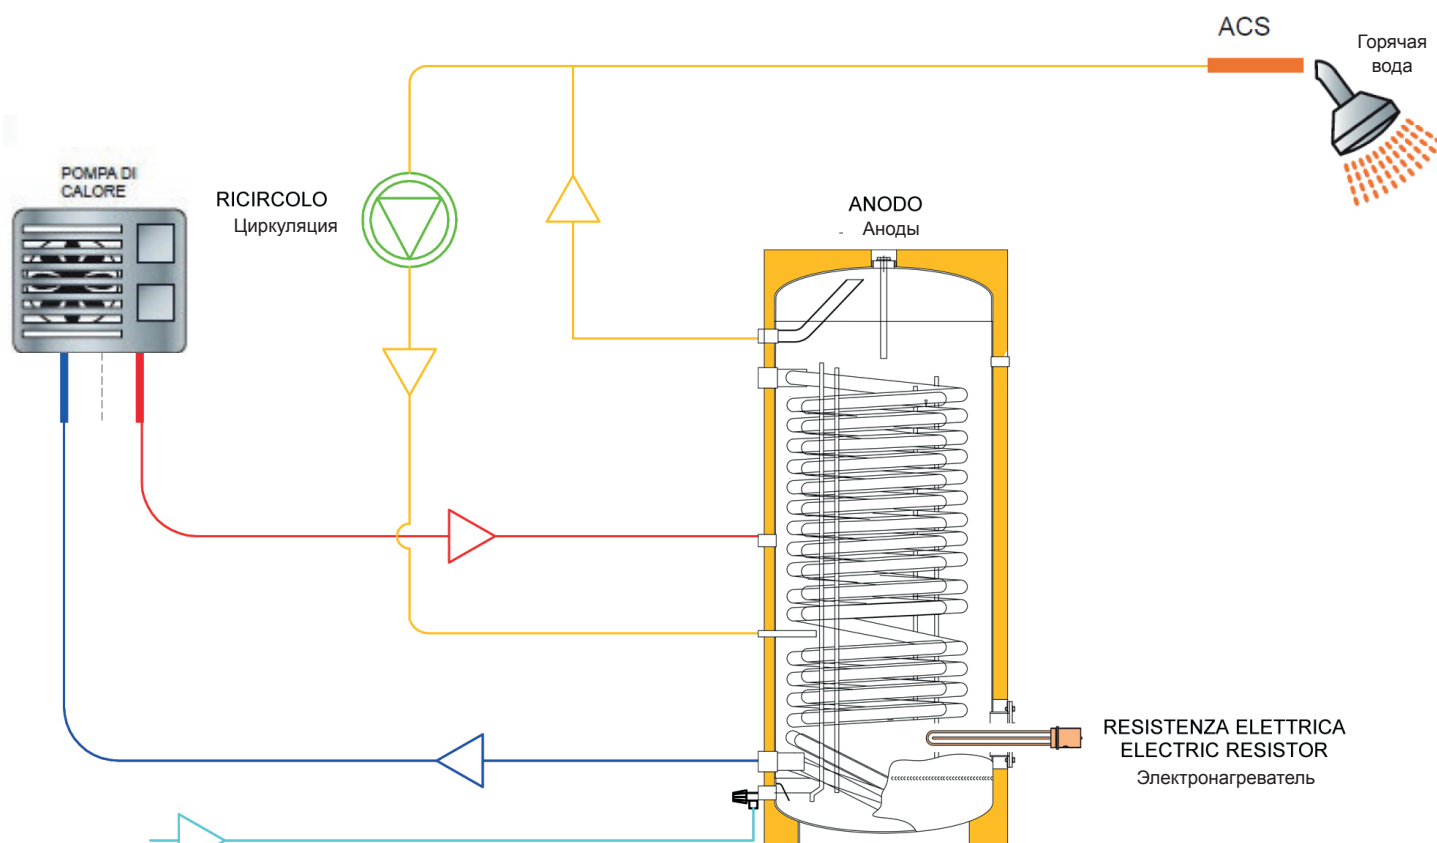 ACS
Горячая
вода
POMPA DI
CALORE
RICIRCOLO
Циркуляция
ANODO
Аноды
RESISTENZA ELETTRICA
ELECTRIC RESISTOR
Электронагреватель